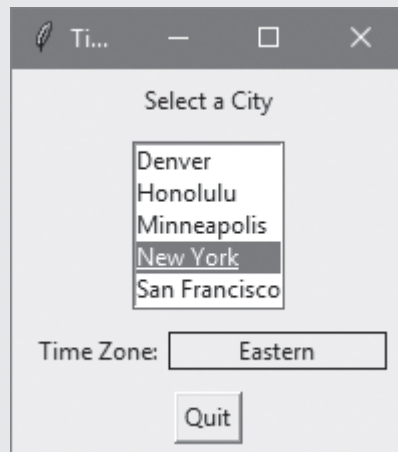 Ti...
Select a City
Denver
Honolulu
Minneapolis
New York
San Francisco
Time Zone: Eastern
Quit